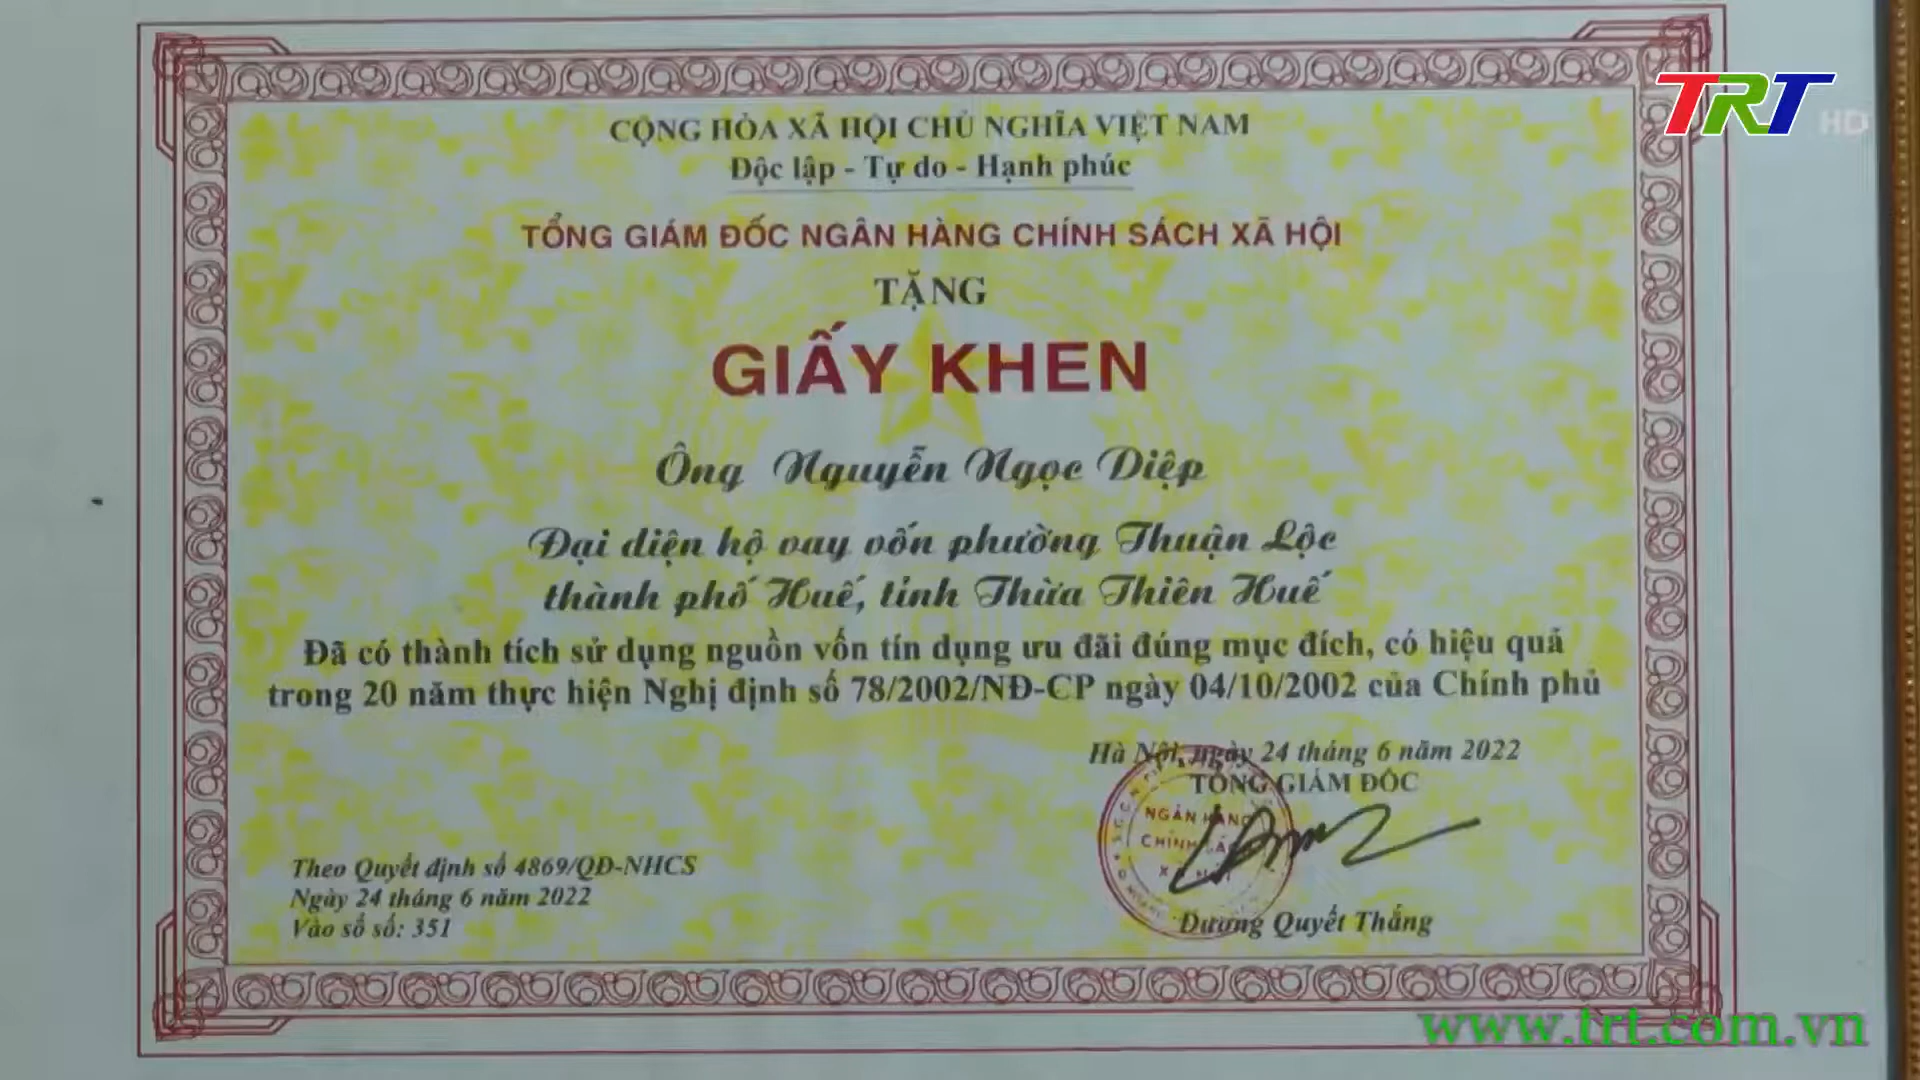 TRT HD
CỘNG HÒA XÃ HỘI CHỦ NGHĨA VIỆT NAM
Độc lập - Tự do - Hạnh phúc
TỔNG GIÁM ĐỐC NGÂN HÀNG CHÍNH SÁCH XÃ HỘI
TẶNG
GIẤY KHEN
Ông Nguyễn Ngọc Diệp
Đại diện hộ vay vốn phường Thuận Lộc
thành phố Huế, tỉnh Thừa Thiên Huế
Đã có thành tích sử dụng nguồn vốn tín dụng ưu đãi đúng mục đích, có hiệu quả
trong 20 năm thực hiện Nghị định số 78/2002/NĐ-CP ngày 04/10/2002 của Chính phủ
Hà Nội, ngày 24 tháng 6 năm 2022
TỔNG GIÁM ĐỐC
NGÂN HÀNG
CHÍNH
Dương Quyết Thắng
Theo Quyết định số 4869/QĐ-NHCS
Ngày 24 tháng 6 năm 2022
Vào sổ số: 351
www.trt.com.vn